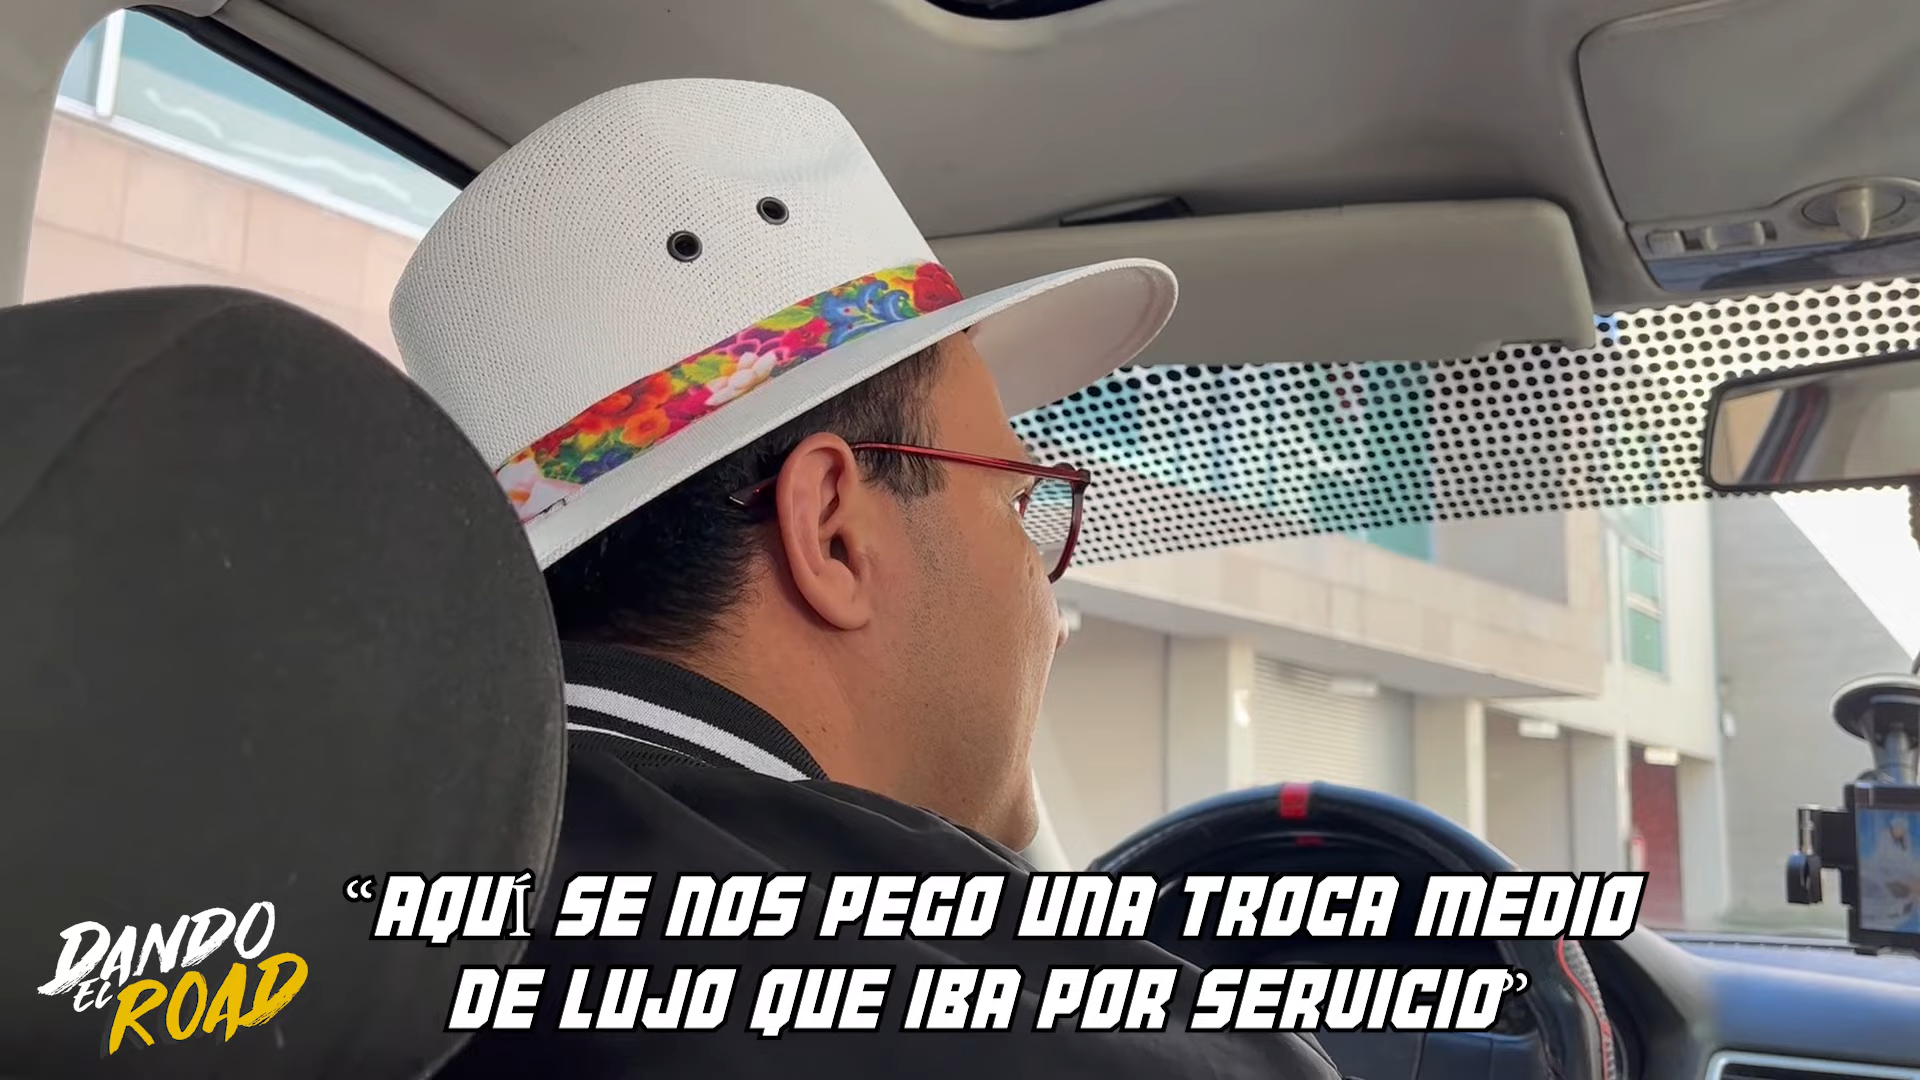 “AQUÍ SE NOS PEGO UNA TROCA MEDIO
DE LUJO QUE IBA POR SERVICIO”
DANDO
EL ROAD